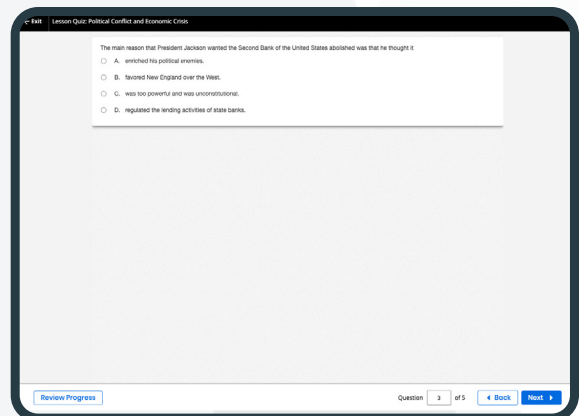 ← Exit Lesson Quiz: Political Conflict and Economic Crisis
The main reason that President Jackson wanted the Second Bank of the United States abolished was that he thought it
A. enriched his political enemies.
B. favored New England over the West.
C. was too powerful and was unconstitutional.
D. regulated the lending activities of state banks.
Review Progress Question 3 of 5 Back Next